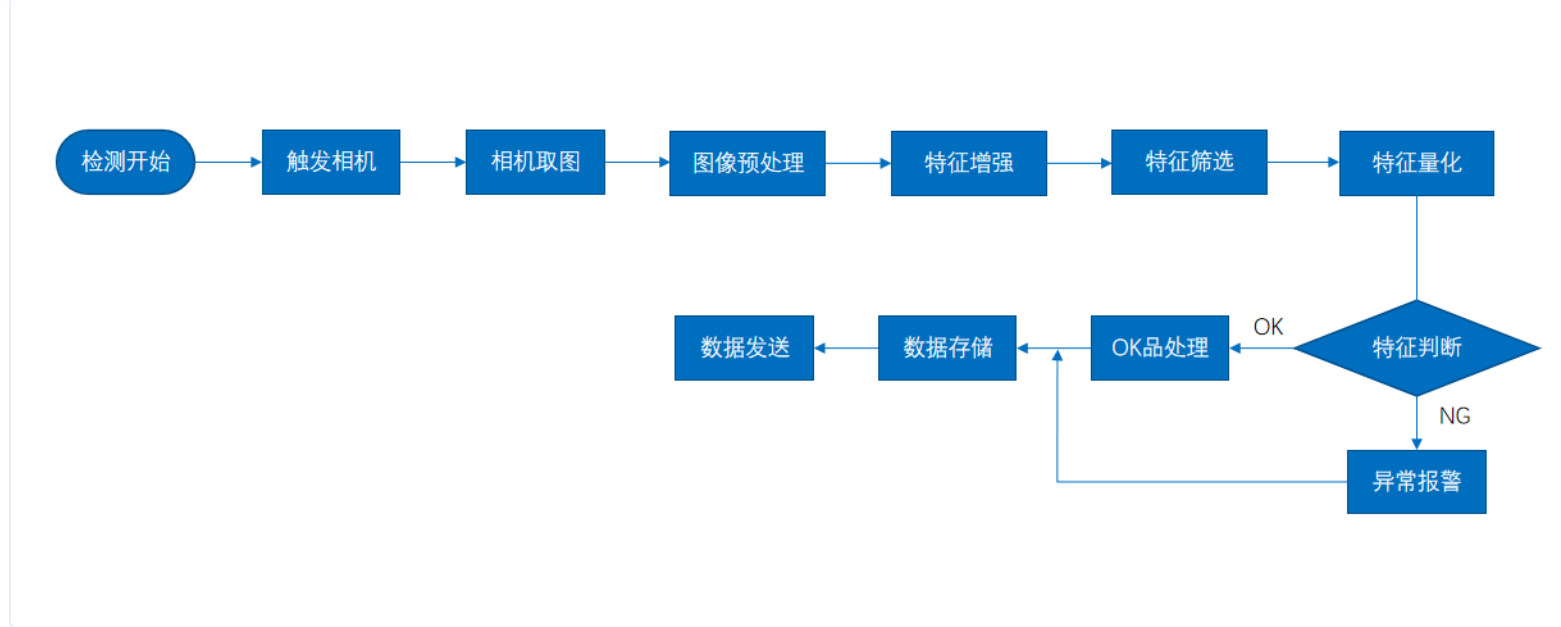 检测开始
触发相机
相机取图
图像预处理
特征增强
特征筛选
特征量化
特征判断
OK
OK品处理
数据存储
数据发送
NG
异常报警